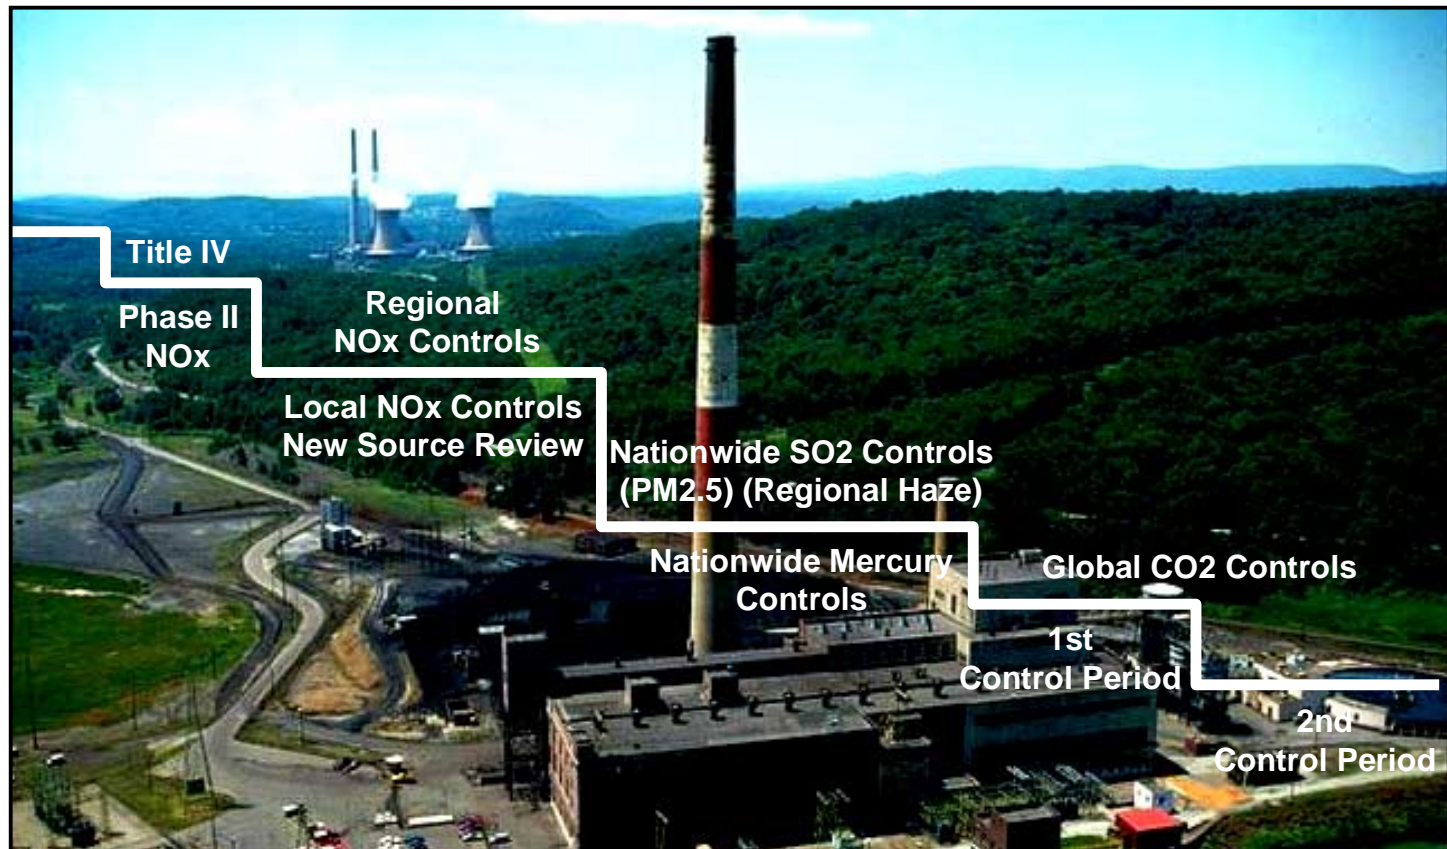 Title IV
Phase II
NOx
Regional
NOx Controls
Local NOx Controls
New Source Review
Nationwide SO2 Controls
(PM2.5) (Regional Haze)
Nationwide Mercury
Controls
Global CO2 Controls
1st
Control Period
2nd
Control Period